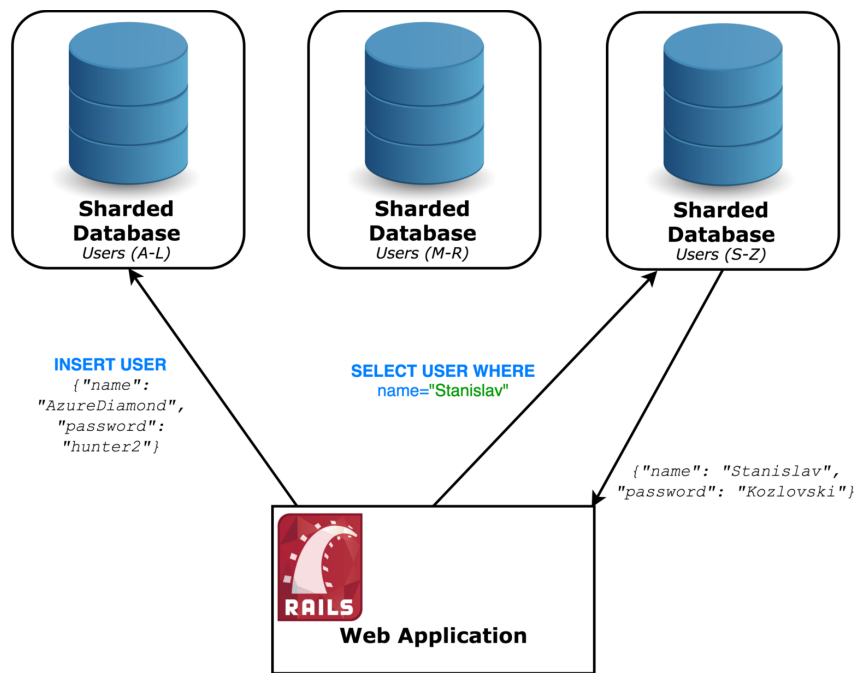 Sharded
Database
Users (A-L)
Sharded
Database
Users (M-R)
Sharded
Database
Users (S-Z)
INSERT USER
{"name":
"AzureDiamond",
"password":
"hunter2"}
SELECT USER WHERE
name="Stanislav"
{"name": "Stanislav",
"password": "Kozlovski"}
RAILS
Web Application